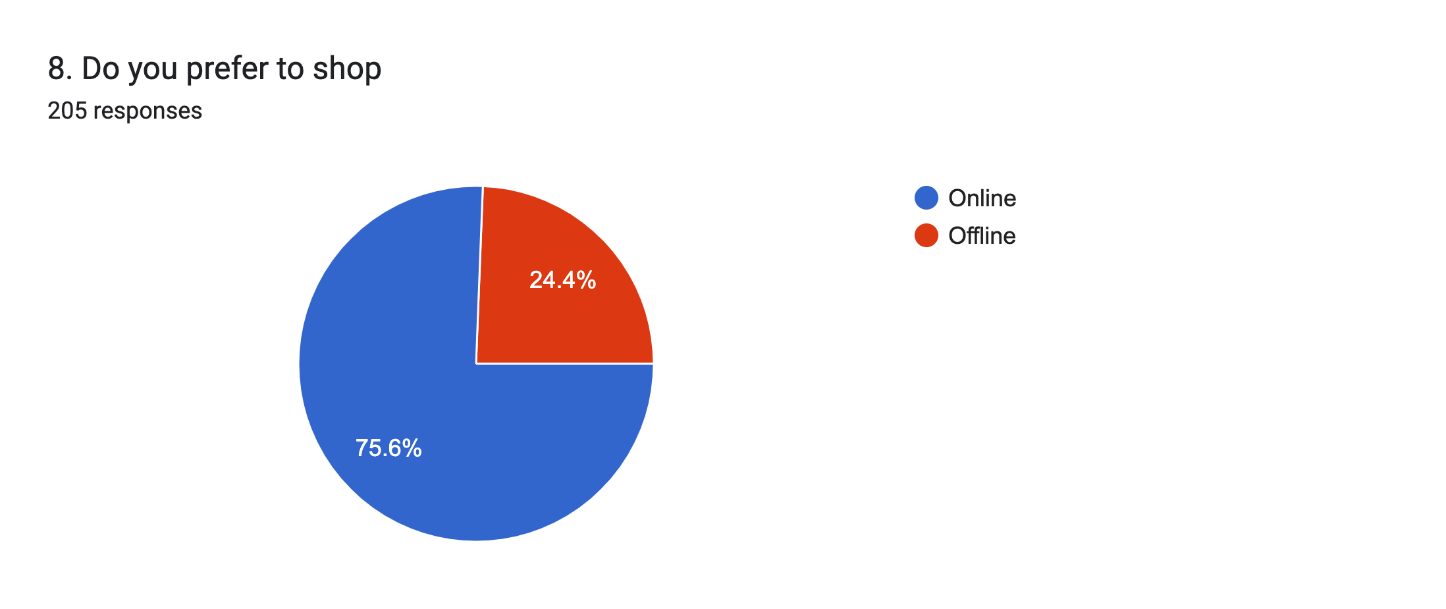 8. Do you prefer to shop
205 responses
Online
Offline
24.4%
75.6%